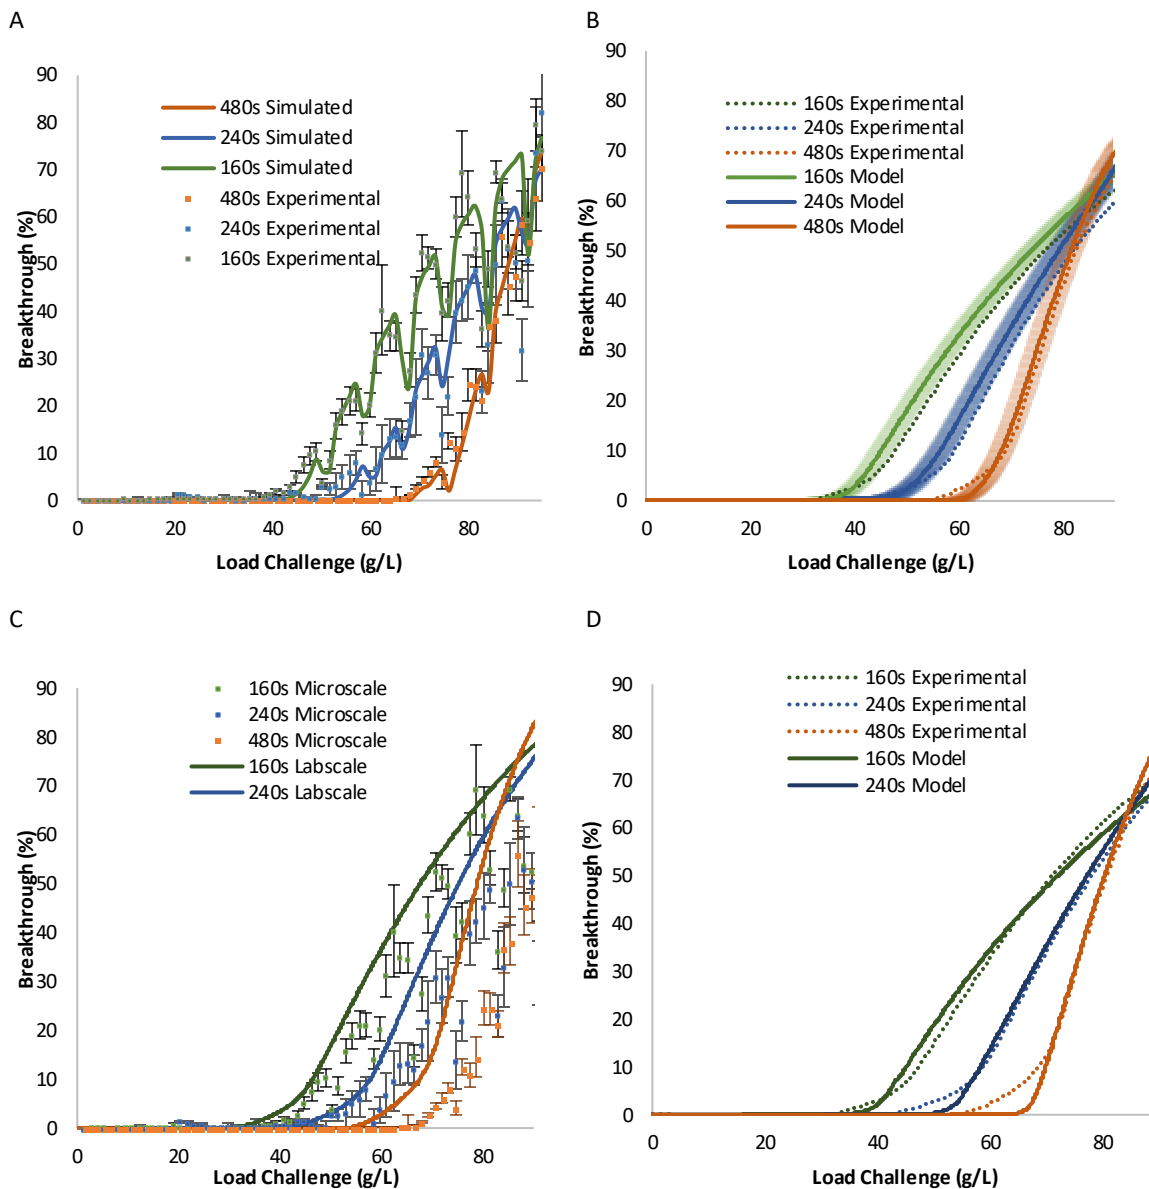 A
90
80
70
60
50
40
30
20
10
0
Breakthrough (%)
480s Simulated
240s Simulated
160s Simulated
480s Experimental
240s Experimental
160s Experimental
0 20 40 60 80
Load Challenge (g/L)
B
90
80
70
60
50
40
30
20
10
0
Breakthrough (%)
160s Experimental
240s Experimental
480s Experimental
160s Model
240s Model
480s Model
0 20 40 60 80
Load Challenge (g/L)
C
90
80
70
60
50
40
30
20
10
0
Breakthrough (%)
160s Microscale
240s Microscale
480s Microscale
160s Labscale
240s Labscale
0 20 40 60 80
Load Challenge (g/L)
D
90
80
70
60
50
40
30
20
10
0
Breakthrough (%)
160s Experimental
240s Experimental
480s Experimental
160s Model
240s Model
0 20 40 60 80
Load Challenge (g/L)